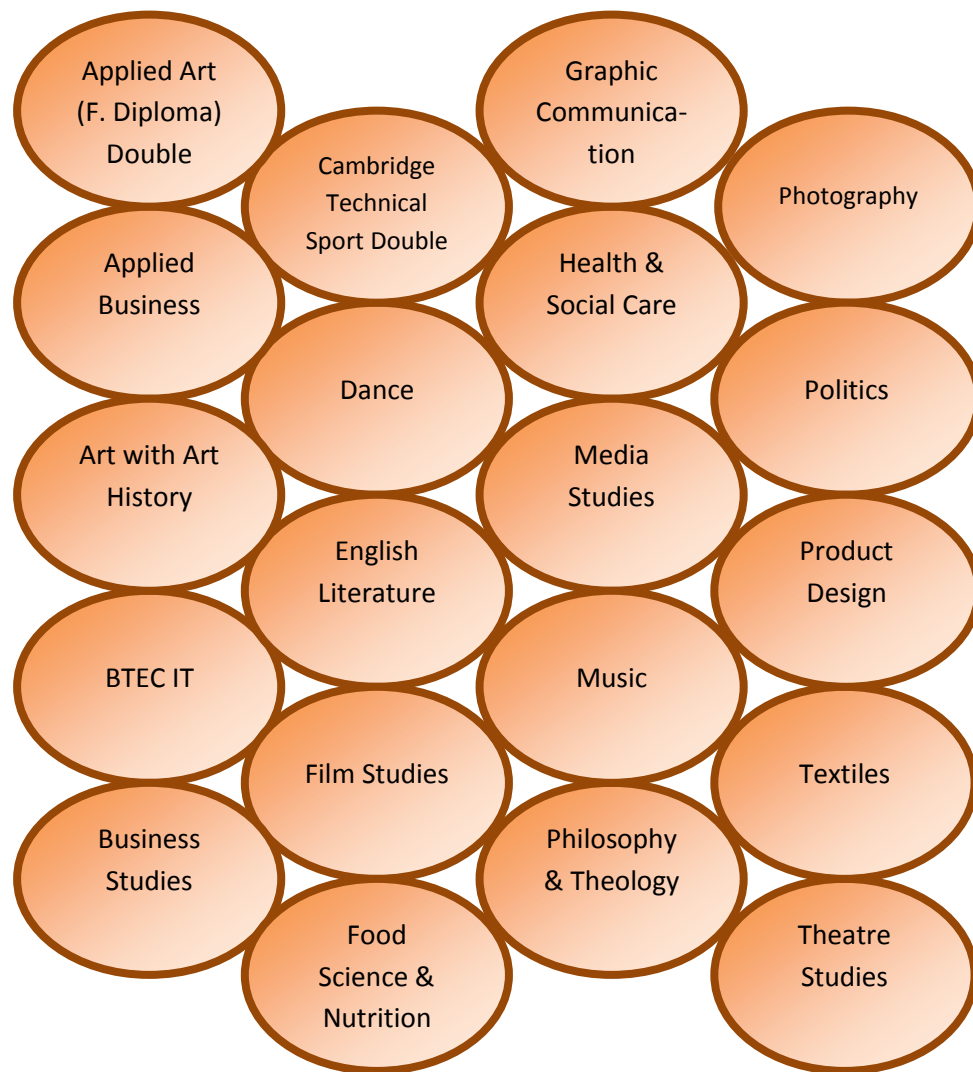 Applied Art
(F. Diploma)
Double
Applied
Business
Art with Art
History
BTEC IT
Business
Studies
Cambridge
Technical
Sport Double
Dance
English
Literature
Film Studies
Food
Science &
Nutrition
Graphic
Communica-
tion
Health &
Social Care
Media
Studies
Music
Philosophy
& Theology
Photography
Politics
Product
Design
Textiles
Theatre
Studies